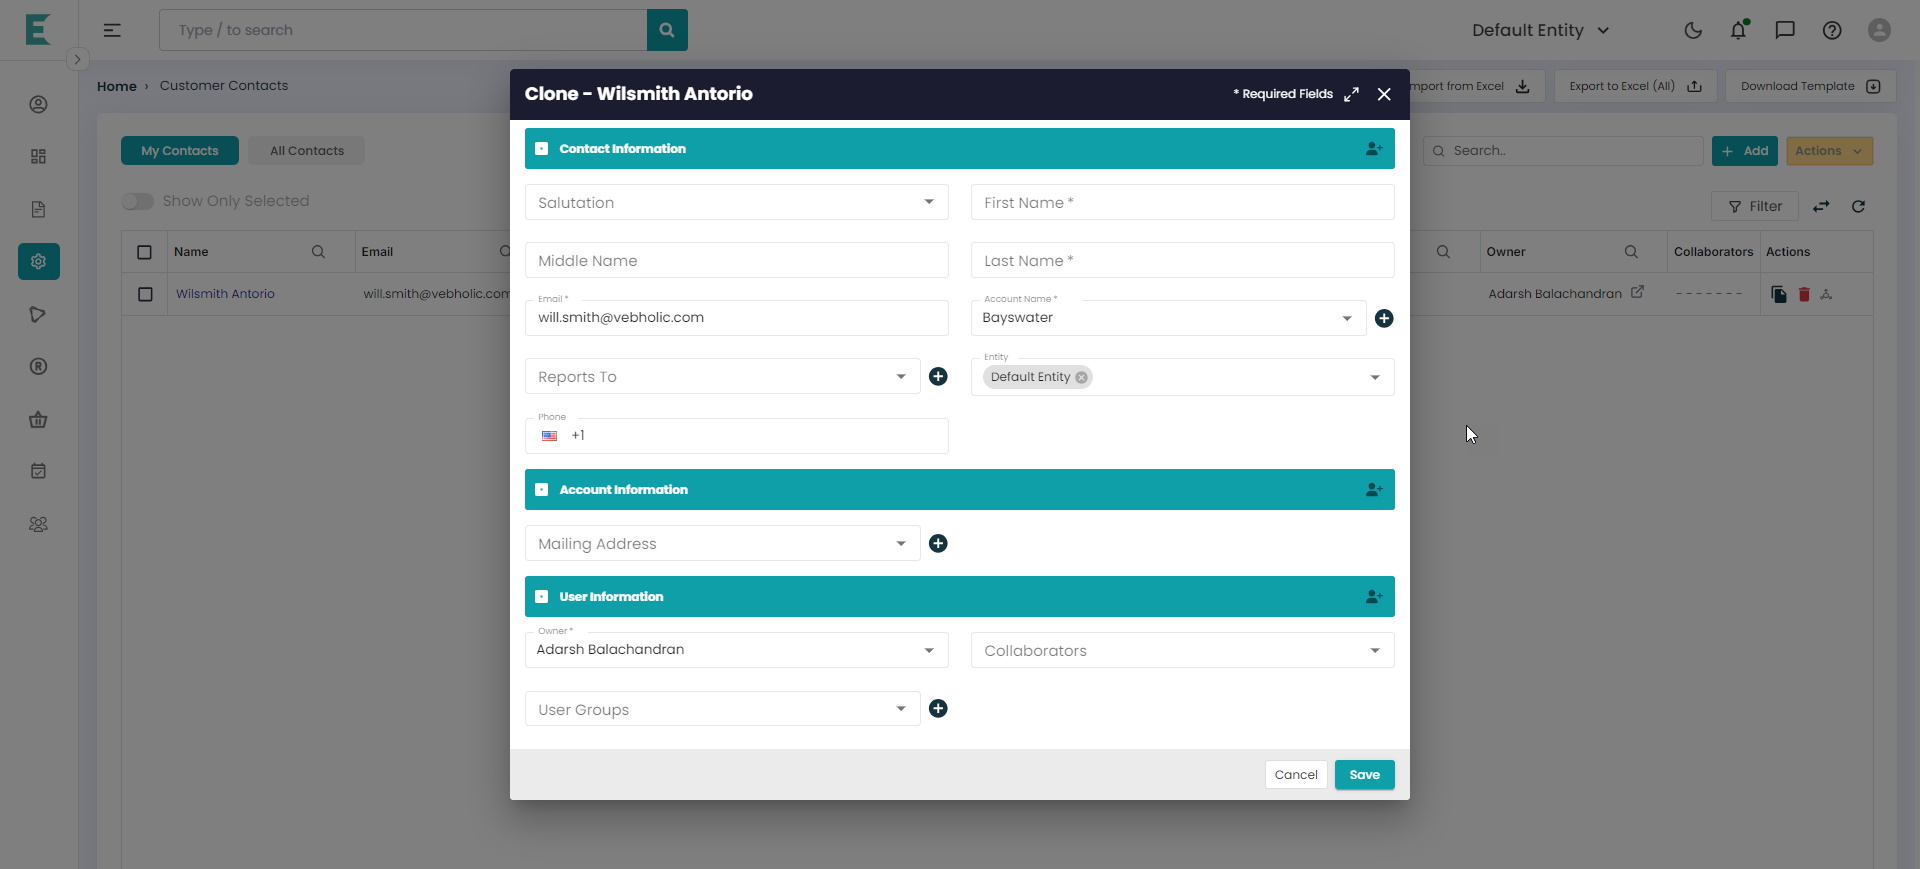 Type / to search
Default Entity
Home › Customer Contacts
mport from Excel
Export to Excel (All)
Download Template
Clone - Wilsmith Antorio
* Required Fields
My Contacts
All Contacts
Search..
+ Add
Actions
Show Only Selected
Filter
Name
Email
Owner
Collaborators
Actions
Wilsmith Antorio
will.smith@vebholic.com
Adarsh Balachandran
-------
Contact Information
Salutation
First Name *
Middle Name
Last Name *
Email *
will.smith@vebholic.com
Account Name *
Bayswater
Reports To
Entity
Default Entity
Phone
+1
Account Information
Mailing Address
User Information
Owner *
Adarsh Balachandran
Collaborators
User Groups
Cancel
Save